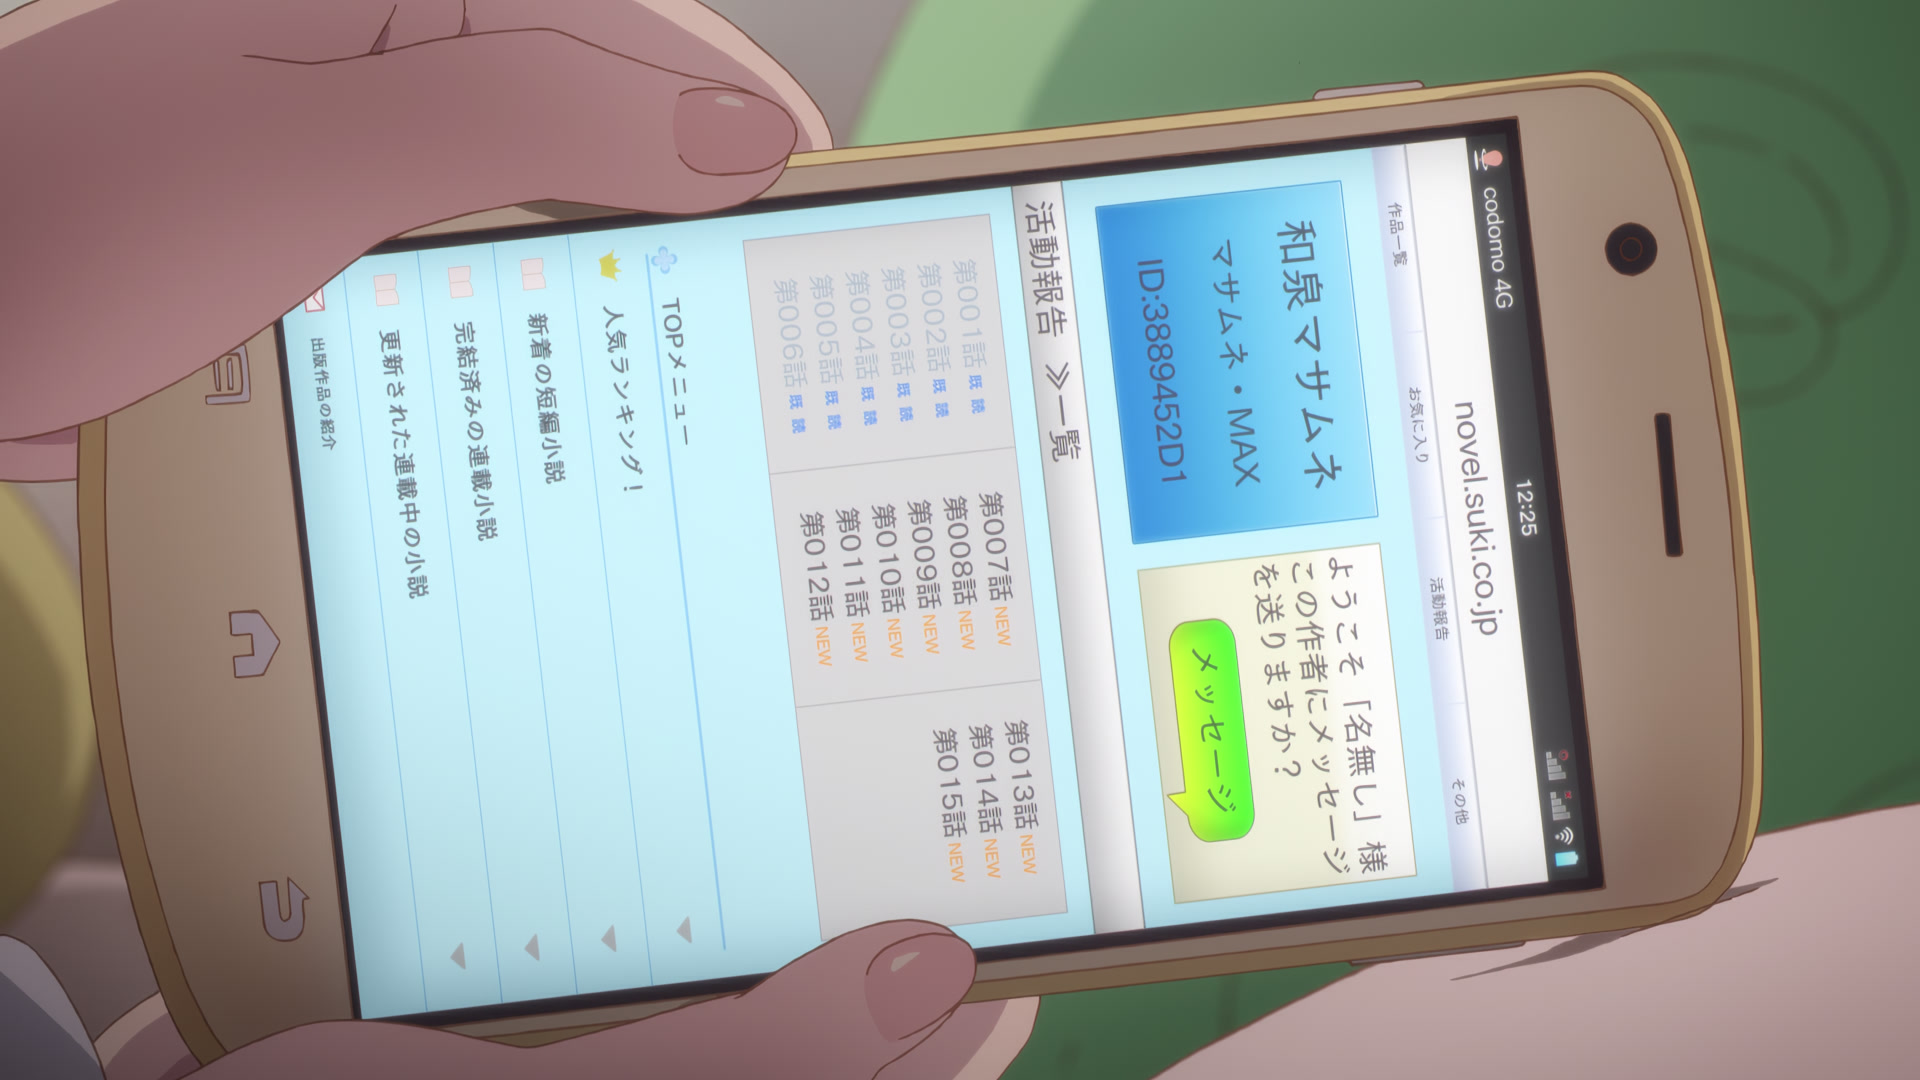 codomo 4G 12:25
novel.suki.co.jp
作品一覧 お気に入り 活動報告 その他
和泉マサムネ
マサムネ・MAX
ID:3889452D1
ようこそ「名無し」様
この作者にメッセージ
を送りますか?
メッセージ
活動報告 ≫一覧
第001話 既読
第002話 既読
第003話 既読
第004話 既読
第005話 既読
第006話 既読
第007話 NEW
第008話 NEW
第009話 NEW
第010話 NEW
第011話 NEW
第012話 NEW
第013話 NEW
第014話 NEW
第015話 NEW
TOPメニュー
人気ランキング!
新着の短編小説
完結済みの連載小説
更新された連載中の小説
出版作品の紹介